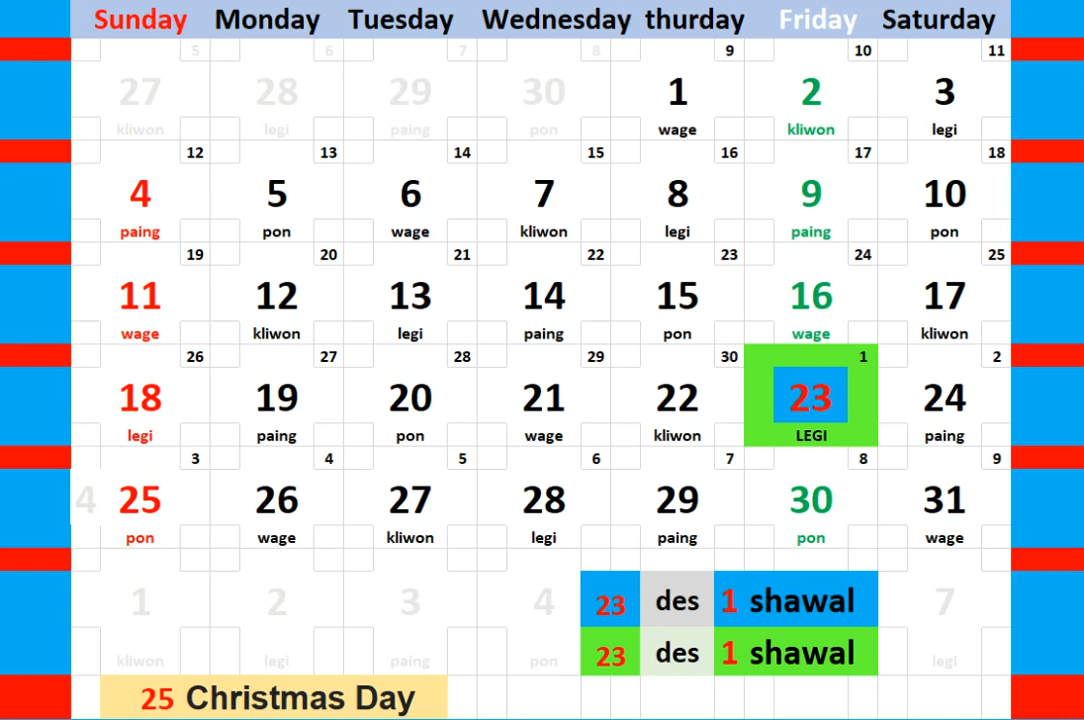 Sunday Monday Tuesday Wednesday thurday Friday Saturday
5 6 7 8 9 10 11
27 28 29 30 1 2 3
kliwon legi paing pon wage kliwon legi
12 13 14 15 16 17 18
4 5 6 7 8 9 10
paing pon wage kliwon legi paing pon
19 20 21 22 23 24 25
11 12 13 14 15 16 17
wage kliwon legi paing pon wage kliwon
26 27 28 29 30 1 2
18 19 20 21 22 23 24
legi paing pon wage kliwon LEGI paing
3 4 5 6 7 8 9
4 25 26 27 28 29 30 31
pon wage kliwon legi paing pon wage
1 2 3 4 23 des 1 shawal 7
kliwon legi paing pon 23 des 1 shawal legi
25 Christmas Day